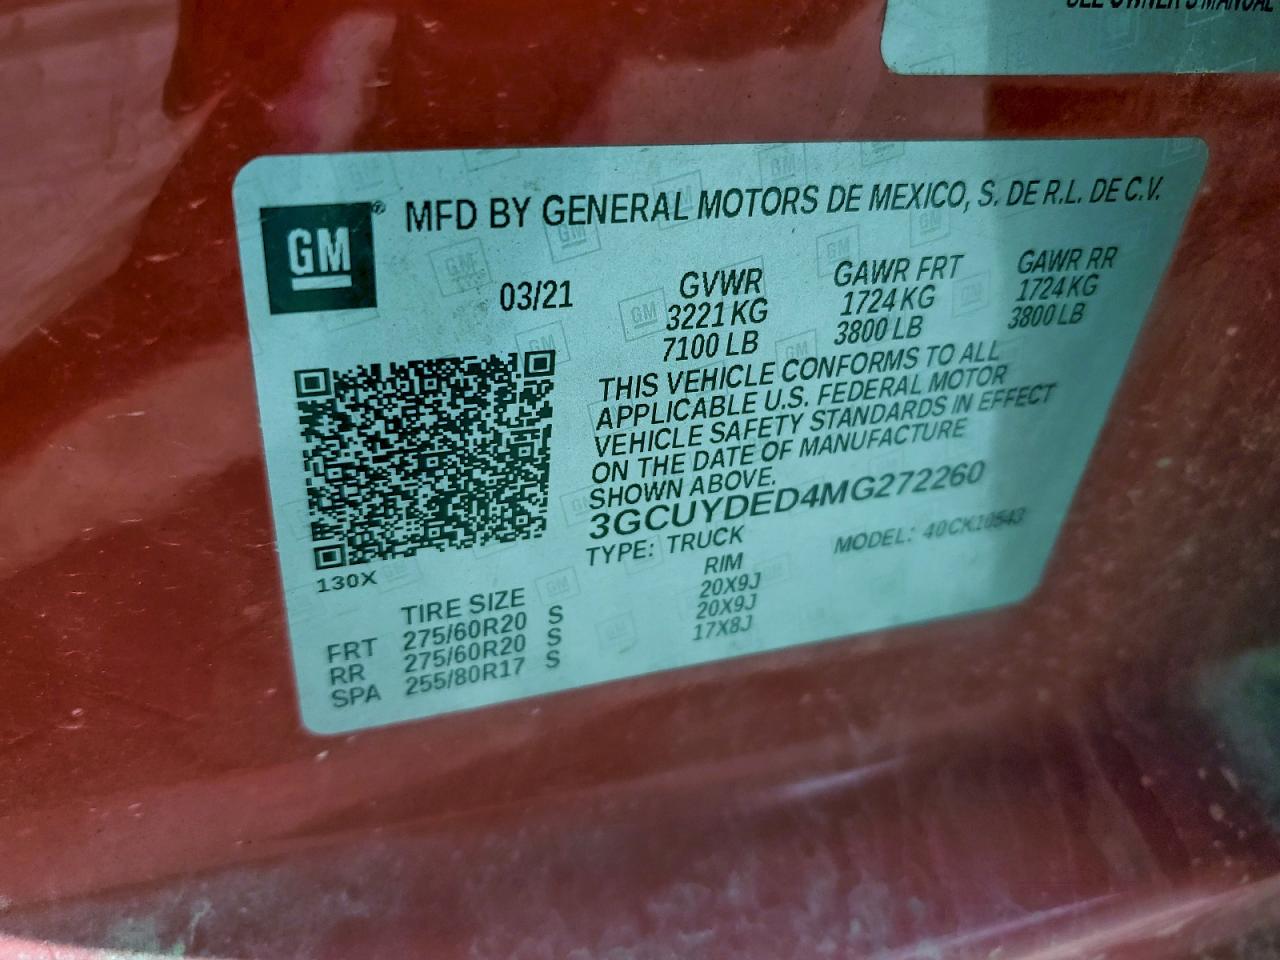 SEE OWNER'S MANUAL
GM
MFD BY GENERAL MOTORS DE MEXICO, S. DE R.L. DE C.V.
03/21 GVWR GAWR FRT GAWR RR
3221 KG 1724 KG 1724 KG
7100 LB 3800 LB 3800 LB
THIS VEHICLE CONFORMS TO ALL
APPLICABLE U.S. FEDERAL MOTOR
VEHICLE SAFETY STANDARDS IN EFFECT
ON THE DATE OF MANUFACTURE
SHOWN ABOVE.
3GCUYDED4MG272260
TYPE: TRUCK MODEL: 40CK10543
130X
TIRE SIZE RIM
FRT 275/60R20 S 20X9J
RR 275/60R20 S 20X9J
SPA 255/80R17 S 17X8J